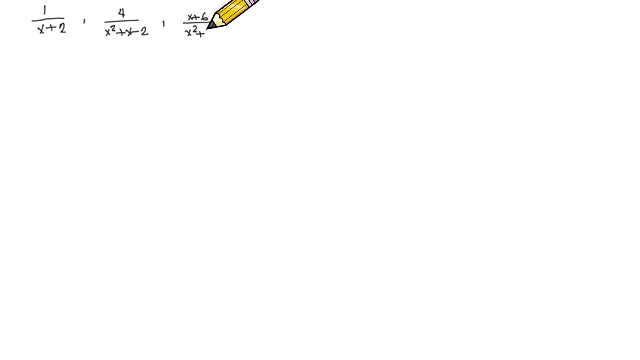 1/(x+2) , 4/(x²+x-2) , (x+6)/(x²+